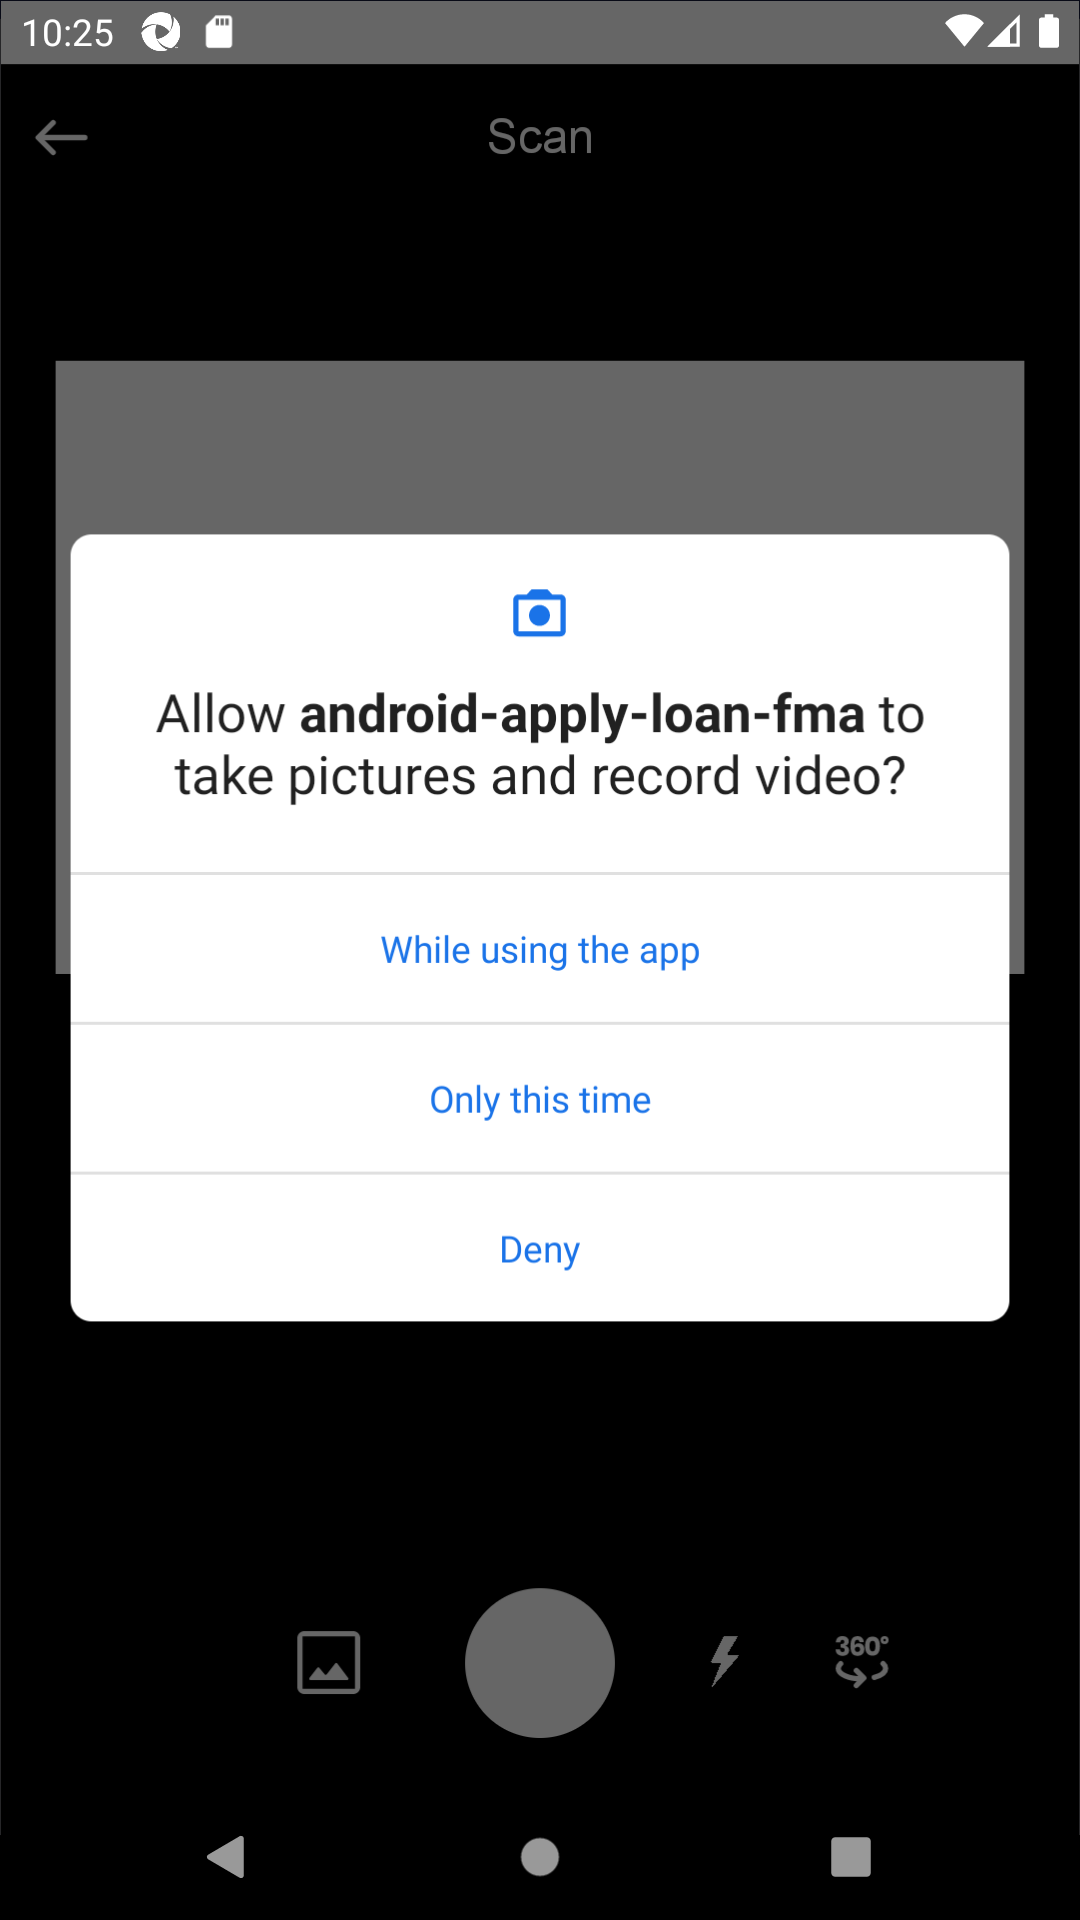 10:25
Scan
Allow android-apply-loan-fma to
take pictures and record video?
While using the app
Only this time
Deny
360°